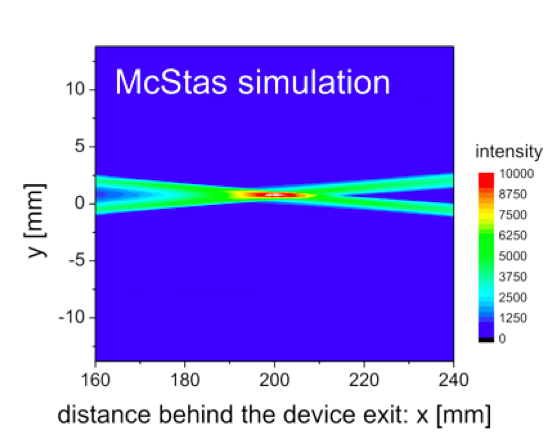 McStas simulation
10
5
0
-5
-10
y [mm]
160 180 200 220 240
distance behind the device exit: x [mm]
intensity
10000
8750
7500
6250
5000
3750
2500
1250
0